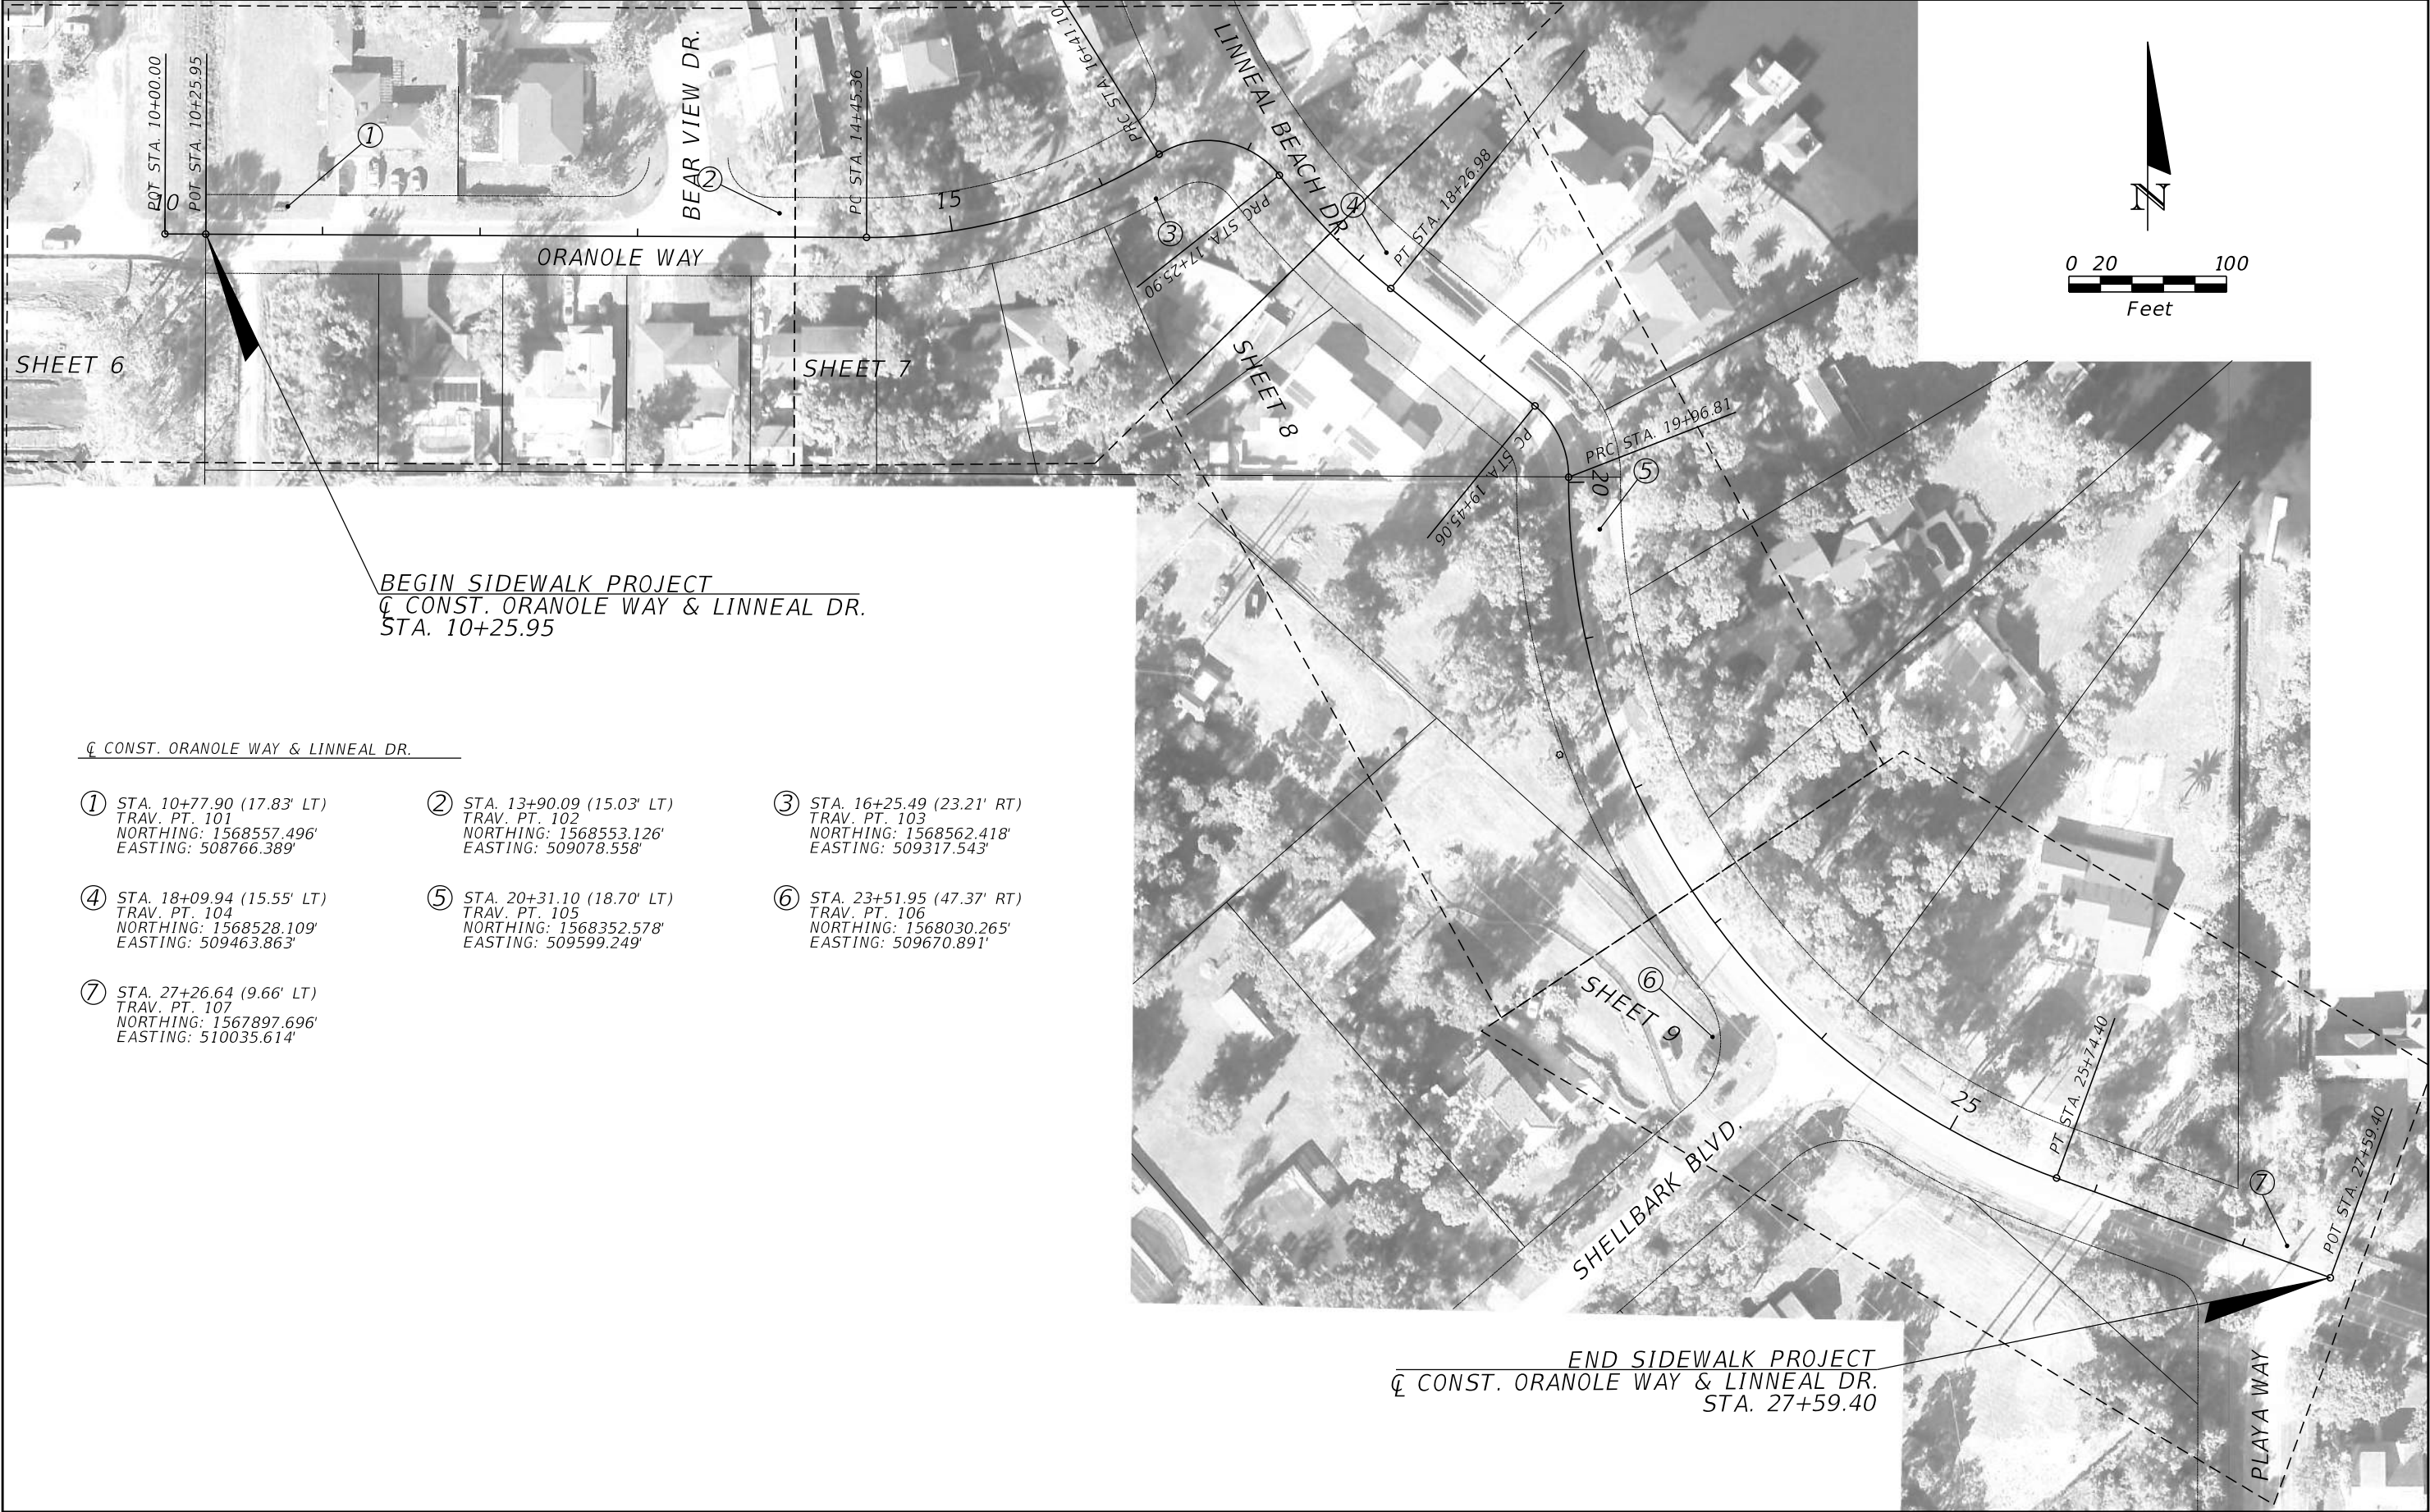 POT STA. 10+00.00
POT STA. 10+25.95
10
1
BEAR VIEW DR.
2
PC STA. 14+45.36
15
PRC STA. 16+41.10
LINNEAL BEACH DR.
3
PRC STA. 17+25.90
4
PT. STA. 18+26.98
N
0 20 100
Feet
ORANOLE WAY
SHEET 6
SHEET 7
SHEET 8
PC STA. 19+45.06
PRC STA. 19+96.81
20
5
BEGIN SIDEWALK PROJECT
℄ CONST. ORANOLE WAY & LINNEAL DR.
STA. 10+25.95
℄ CONST. ORANOLE WAY & LINNEAL DR.
1 STA. 10+77.90 (17.83' LT)
TRAV. PT. 101
NORTHING: 1568557.496'
EASTING: 508766.389'
2 STA. 13+90.09 (15.03' LT)
TRAV. PT. 102
NORTHING: 1568553.126'
EASTING: 509078.558'
3 STA. 16+25.49 (23.21' RT)
TRAV. PT. 103
NORTHING: 1568562.418'
EASTING: 509317.543'
4 STA. 18+09.94 (15.55' LT)
TRAV. PT. 104
NORTHING: 1568528.109'
EASTING: 509463.863'
5 STA. 20+31.10 (18.70' LT)
TRAV. PT. 105
NORTHING: 1568352.578'
EASTING: 509599.249'
6 STA. 23+51.95 (47.37' RT)
TRAV. PT. 106
NORTHING: 1568030.265'
EASTING: 509670.891'
7 STA. 27+26.64 (9.66' LT)
TRAV. PT. 107
NORTHING: 1567897.696'
EASTING: 510035.614'
6
SHEET 9
SHELLBARK BLVD.
25
PT. STA. 25+74.40
7
POT STA. 27+59.40
END SIDEWALK PROJECT
℄ CONST. ORANOLE WAY & LINNEAL DR.
STA. 27+59.40
PLAYA WAY